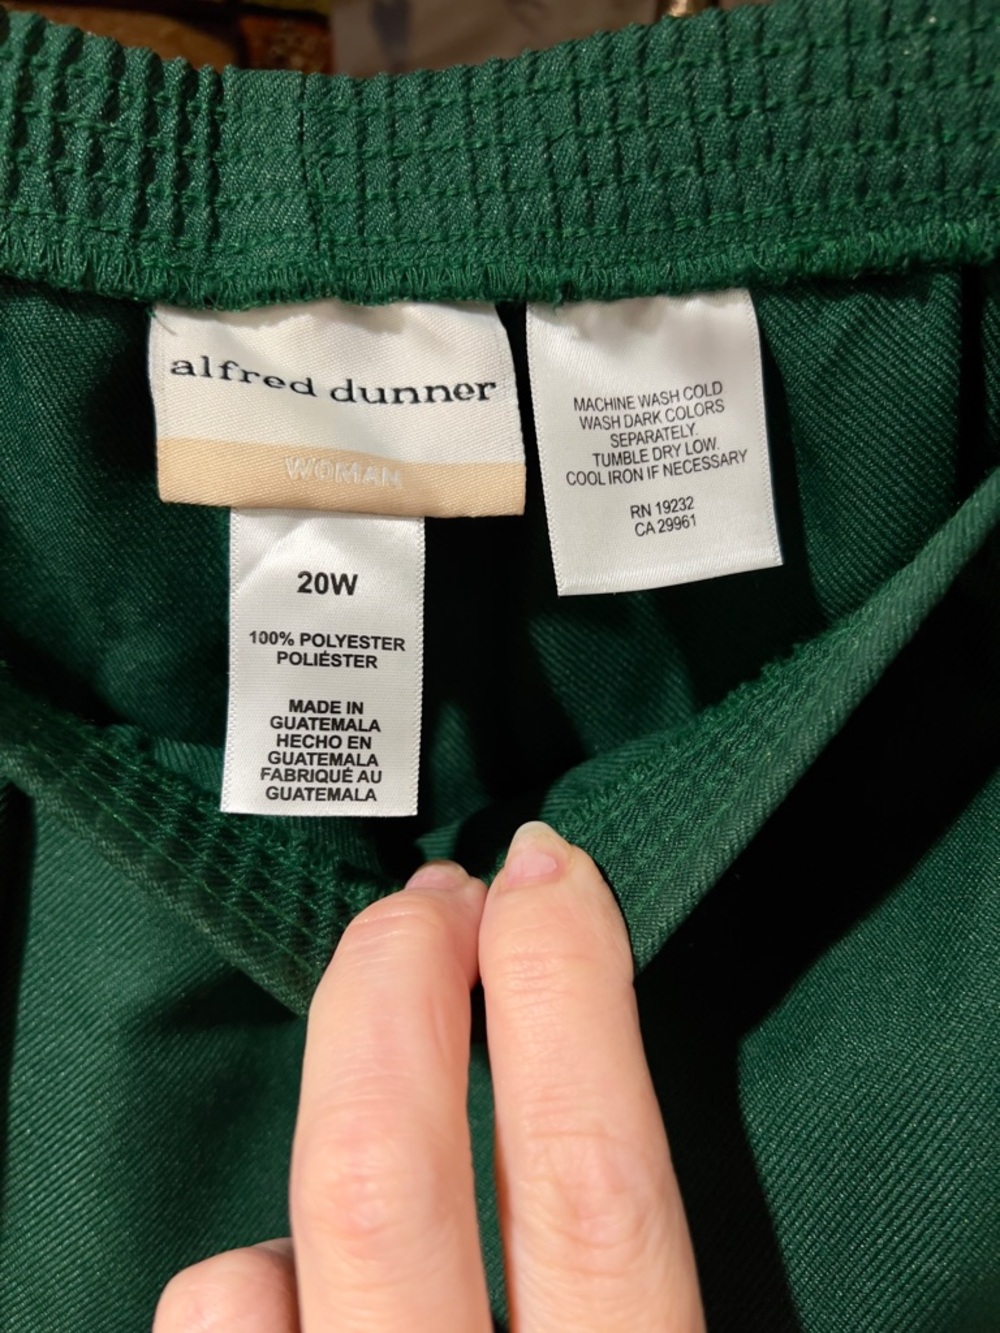 alfred dunner
WOMAN
20W
100% POLYESTER
POLIÉSTER
MADE IN
GUATEMALA
HECHO EN
GUATEMALA
FABRIQUÉ AU
GUATEMALA
MACHINE WASH COLD
WASH DARK COLORS
SEPARATELY.
TUMBLE DRY LOW.
COOL IRON IF NECESSARY
RN 19232
CA 29961